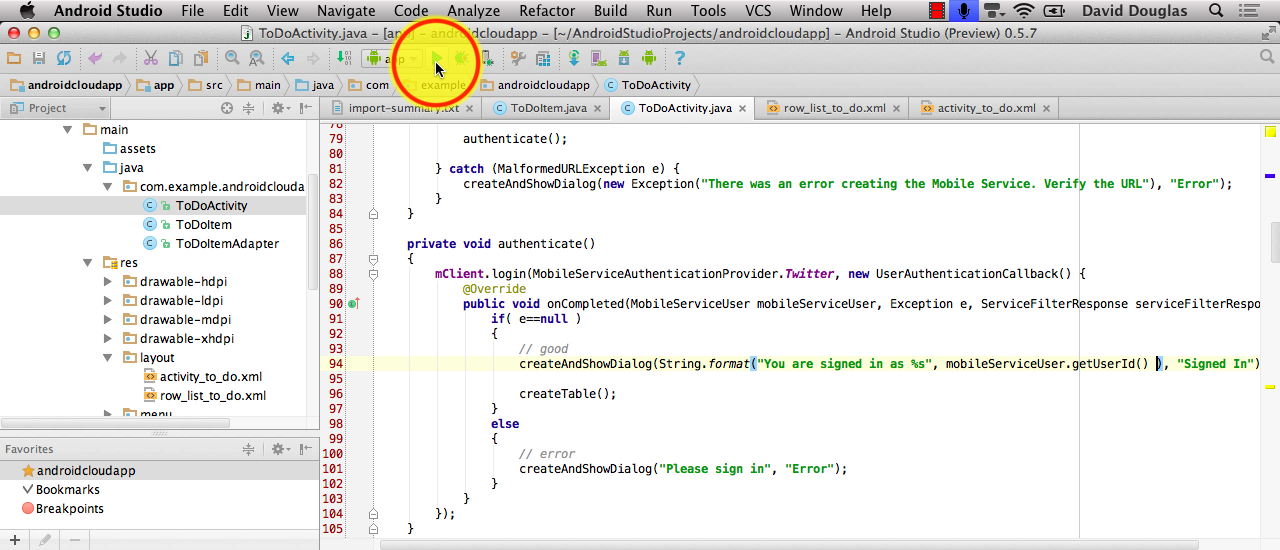 Android Studio File Edit View Navigate Code Analyze Refactor Build Run Tools VCS Window Help David Douglas
ToDoActivity.java – [app] – androidcloudapp – [~/AndroidStudioProjects/androidcloudapp] – Android Studio (Preview) 0.5.7
app
androidcloudapp app src main java com example androidcloudapp ToDoActivity
Project
import-summary.txt ToDoItem.java ToDoActivity.java row_list_to_do.xml activity_to_do.xml
main
assets
java
com.example.androidclouda
ToDoActivity
ToDoItem
ToDoItemAdapter
res
drawable-hdpi
drawable-ldpi
drawable-mdpi
drawable-xhdpi
layout
activity_to_do.xml
row_list_to_do.xml
menu
Favorites
androidcloudapp
Bookmarks
Breakpoints
78
79 authenticate();
80
81 } catch (MalformedURLException e) {
82 createAndShowDialog(new Exception("There was an error creating the Mobile Service. Verify the URL"), "Error");
83 }
84 }
85
86 private void authenticate()
87 {
88 mClient.login(MobileServiceAuthenticationProvider.Twitter, new UserAuthenticationCallback() {
89 @Override
90 public void onCompleted(MobileServiceUser mobileServiceUser, Exception e, ServiceFilterResponse serviceFilterRespo
91 if( e==null )
92 {
93 // good
94 createAndShowDialog(String.format("You are signed in as %s", mobileServiceUser.getUserId() ), "Signed In")
95
96 createTable();
97 }
98 else
99 {
100 // error
101 createAndShowDialog("Please sign in", "Error");
102 }
103 }
104 });
105 }